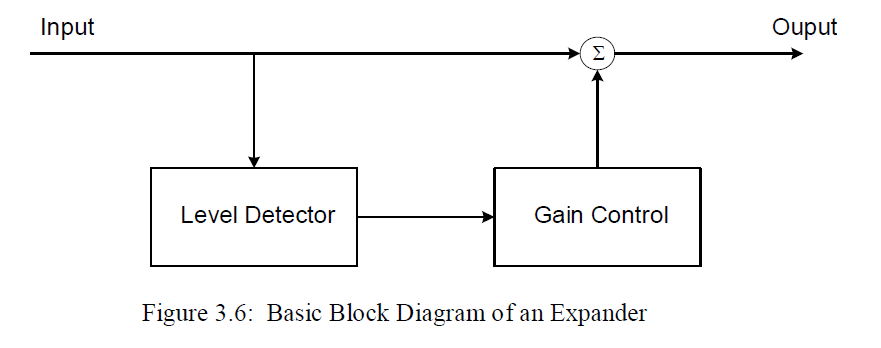 Input
Ouput
Σ
Level Detector
Gain Control
Figure 3.6: Basic Block Diagram of an Expander